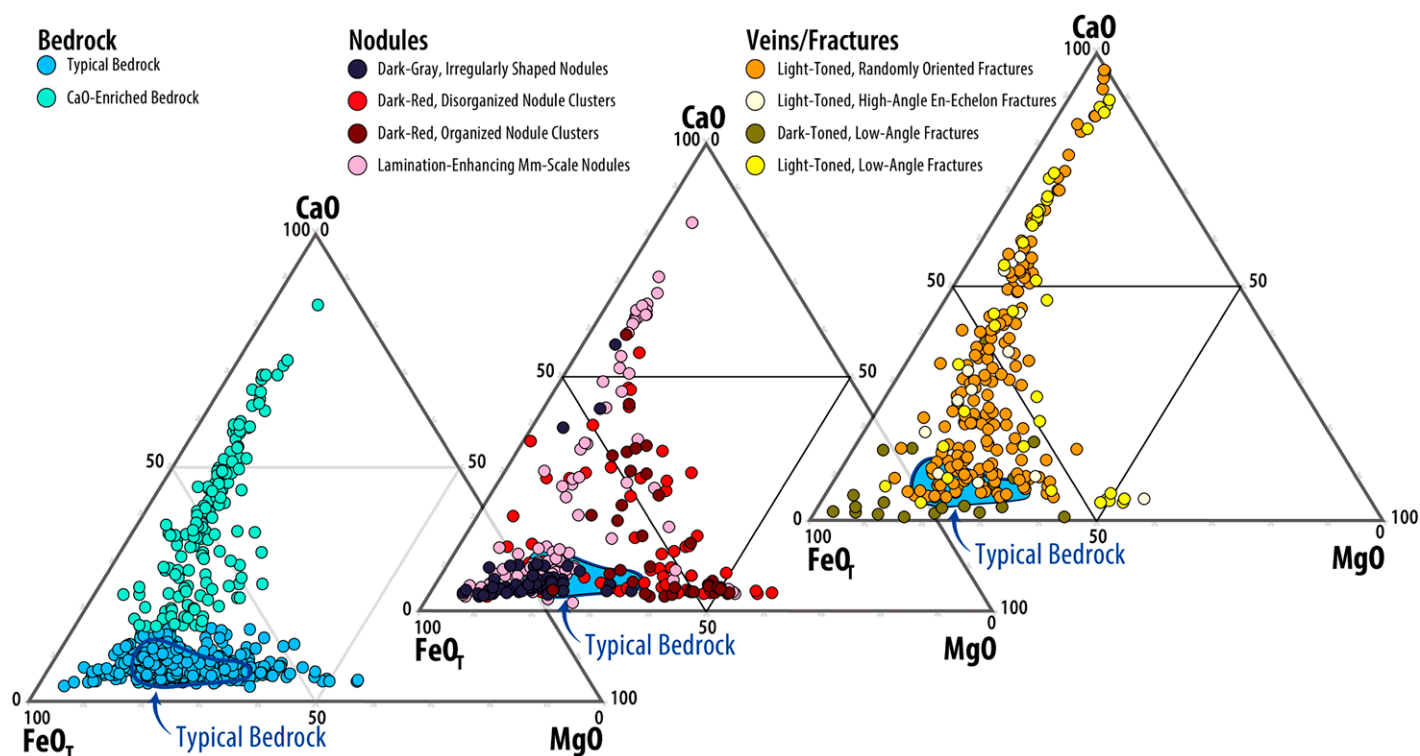 Bedrock
Typical Bedrock
CaO-Enriched Bedrock
Nodules
Dark-Gray, Irregularly Shaped Nodules
Dark-Red, Disorganized Nodule Clusters
Dark-Red, Organized Nodule Clusters
Lamination-Enhancing Mm-Scale Nodules
Veins/Fractures
Light-Toned, Randomly Oriented Fractures
Light-Toned, High-Angle En-Echelon Fractures
Dark-Toned, Low-Angle Fractures
Light-Toned, Low-Angle Fractures
CaO
100 0
50
50
0
100
100
50
0
FeOT
MgO
Typical Bedrock
CaO
100 0
50
50
0
100
100
50
0
FeOT
MgO
Typical Bedrock
CaO
100 0
50
50
0
100
100
50
0
FeOT
MgO
Typical Bedrock